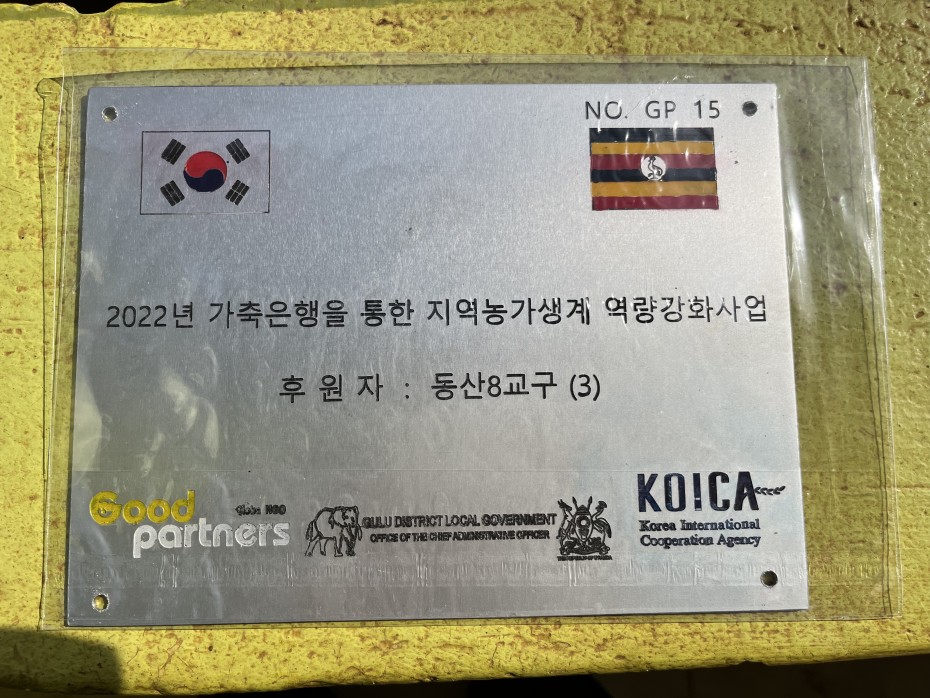 NO. GP 15
2022년 가축은행을 통한 지역농가생계 역량강화사업
후 원 자 : 동산8교구 (3)
Good
partners
Globa NGO
GULU DISTRICT LOCAL GOVERNMENT
OFFICE OF THE CHIEF ADMINISTRATIVE OFFICER
KOICA
Korea International
Cooperation Agency